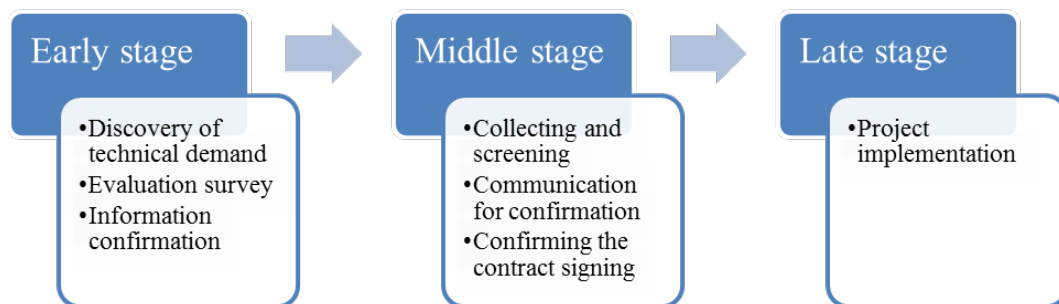 Early stage
•Discovery of
technical demand
•Evaluation survey
•Information
confirmation
Middle stage
•Collecting and
screening
•Communication
for confirmation
•Confirming the
contract signing
Late stage
•Project
implementation